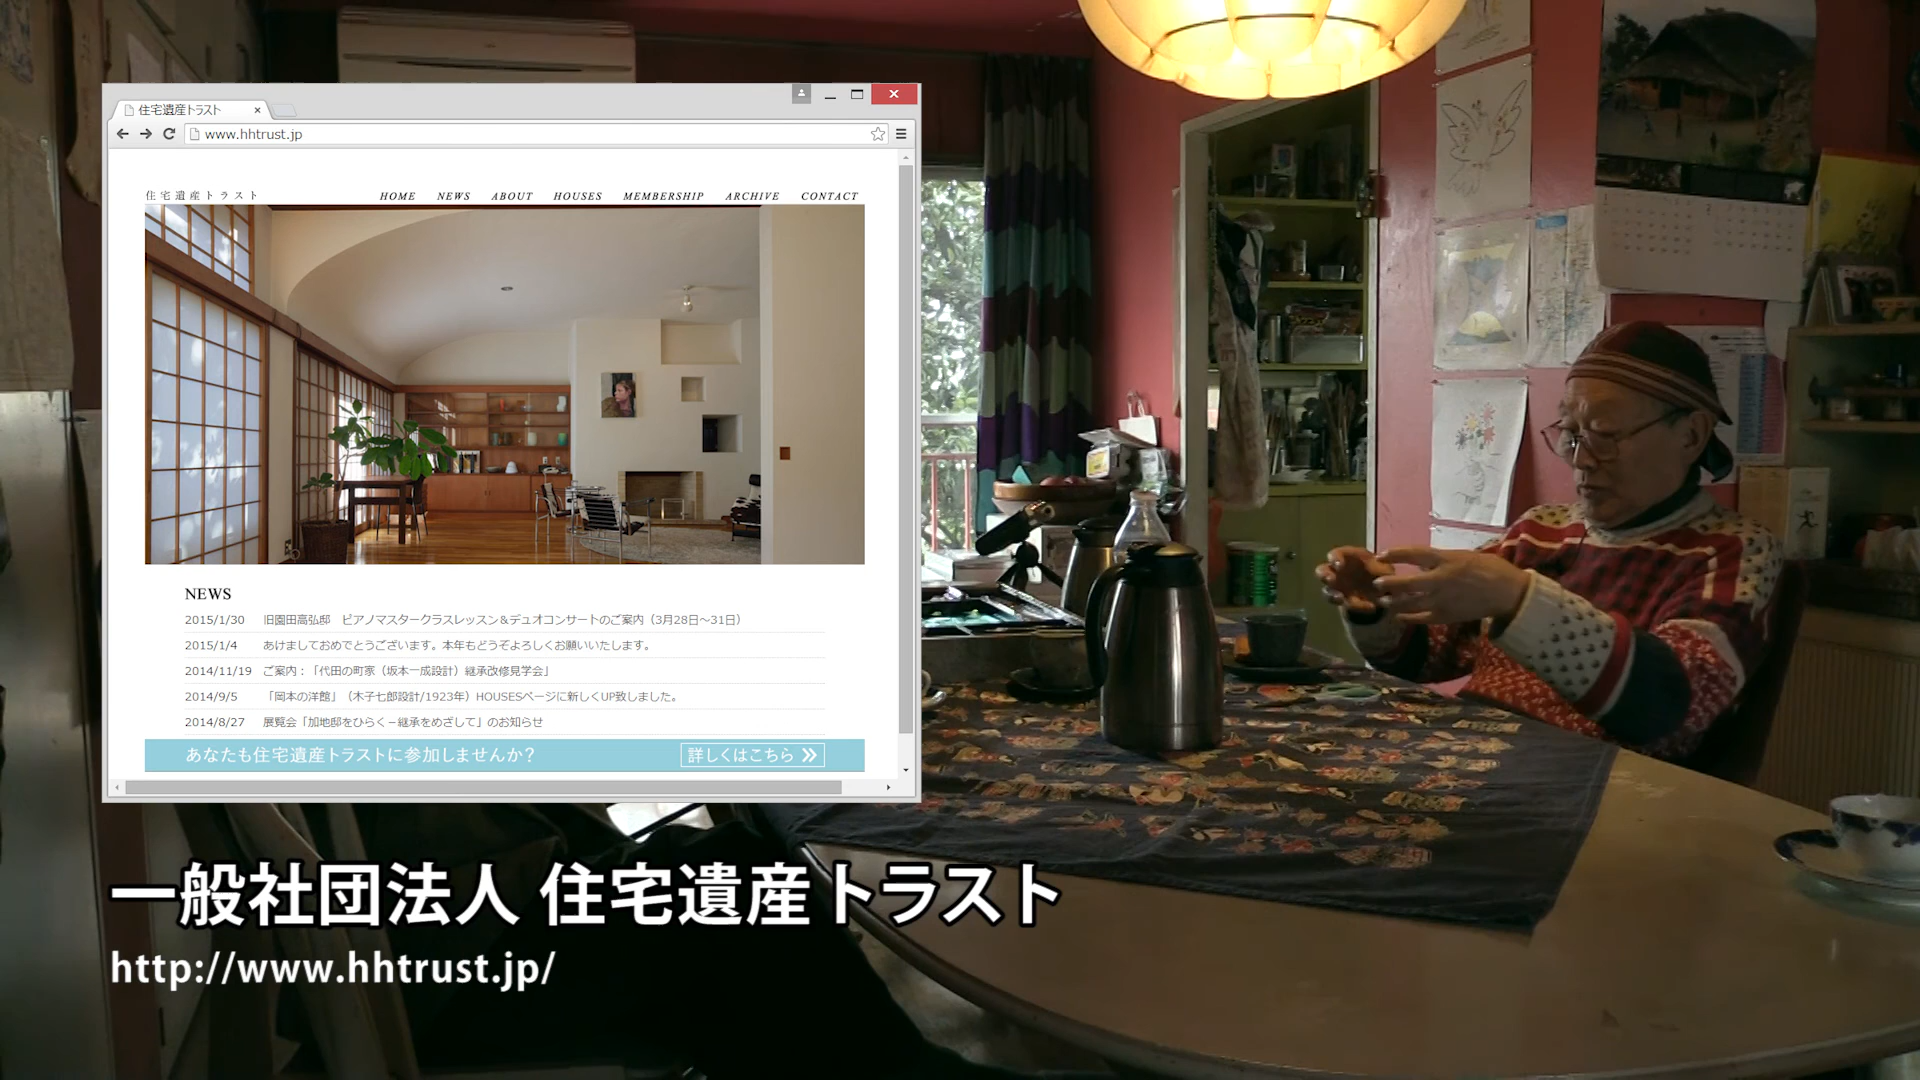 住宅遺産トラスト
www.hhtrust.jp
住宅遺産トラスト HOME NEWS ABOUT HOUSES MEMBERSHIP ARCHIVE CONTACT
NEWS
2015/1/30 旧園田高弘邸 ピアノマスタークラスレッスン＆デュオコンサートのご案内（3月28日〜31日）
2015/1/4 あけましておめでとうございます。本年もどうぞよろしくお願いいたします。
2014/11/19 ご案内：「代田の町家（坂本一成設計）継承改修見学会」
2014/9/5 「岡本の洋館」（木子七郎設計/1923年）HOUSESページに新しくUP致しました。
2014/8/27 展覧会「加地邸をひらく－継承をめざして」のお知らせ
あなたも住宅遺産トラストに参加しませんか？ 詳しくはこちら
一般社団法人 住宅遺産トラスト
http://www.hhtrust.jp/